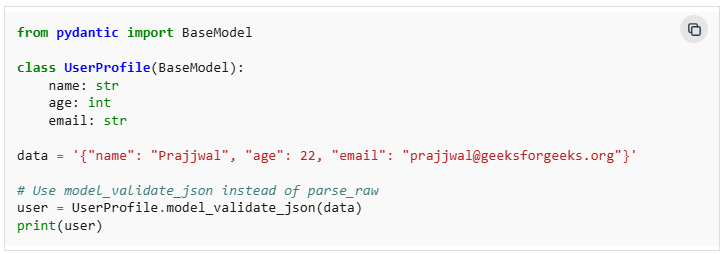 from pydantic import BaseModel
class UserProfile(BaseModel):
    name: str
    age: int
    email: str
data = '{"name": "Prajjwal", "age": 22, "email": "prajjwal@geeksforgeeks.org"}'
# Use model_validate_json instead of parse_raw
user = UserProfile.model_validate_json(data)
print(user)